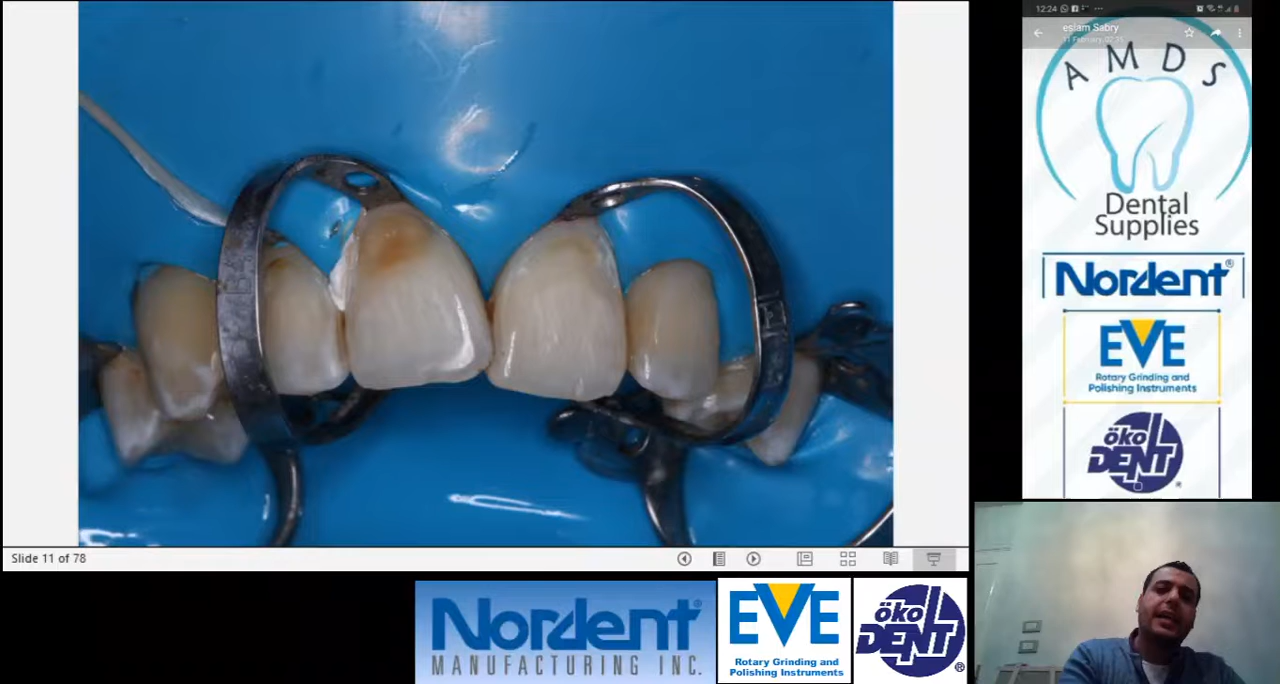 12:24
esiam Sabry
AMDS
Dental
Supplies
Nordent®
EVE
Rotary Grinding and
Polishing Instruments
öko
DENT®
Slide 11 of 78
Nordent®
MANUFACTURING INC.
EVE
Rotary Grinding and
Polishing Instruments
öko
DENT®